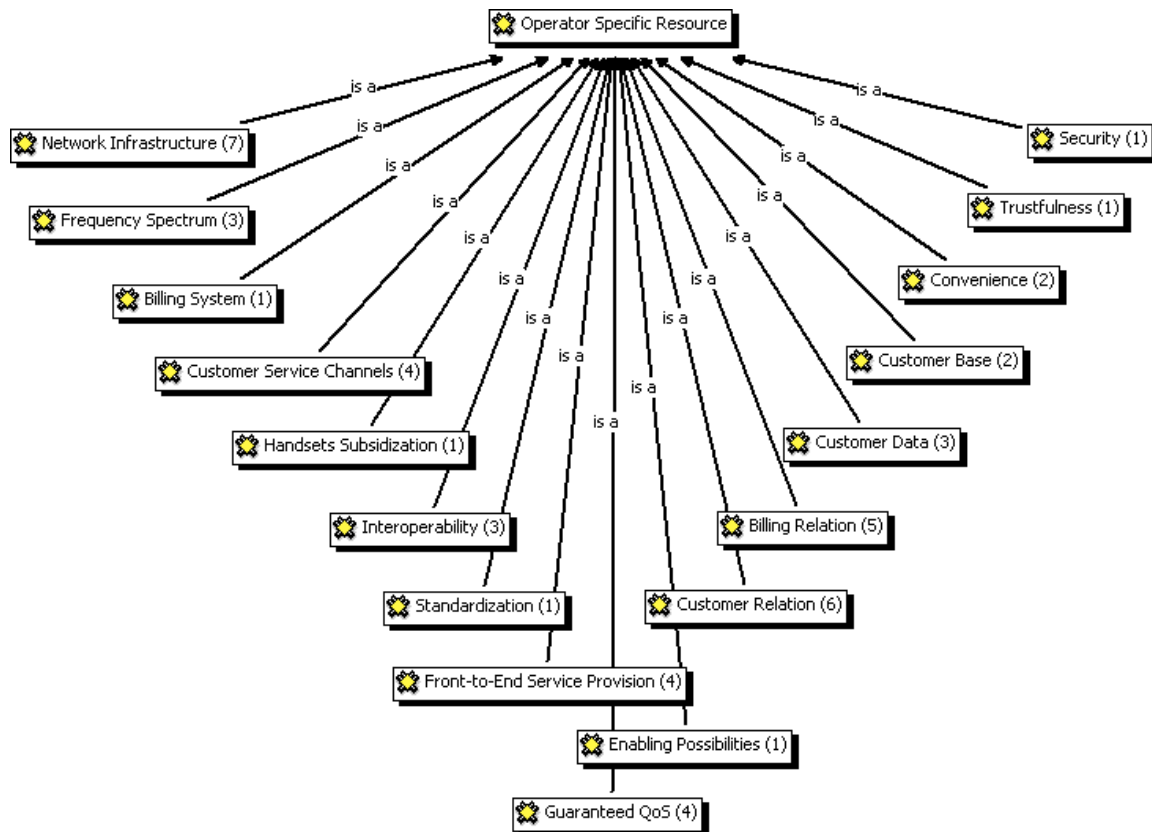 Operator Specific Resource
is a
is a
Network Infrastructure (7)
is a
is a
Security (1)
is a
is a
Frequency Spectrum (3)
is a
is a
Trustfulness (1)
is a
is a
is a
is a
Billing System (1)
Convenience (2)
is a
is a
is a
Customer Service Channels (4)
Customer Base (2)
is a
is a
Handsets Subsidization (1)
Customer Data (3)
Interoperability (3)
Billing Relation (5)
Standardization (1)
Customer Relation (6)
Front-to-End Service Provision (4)
Enabling Possibilities (1)
Guaranteed QoS (4)